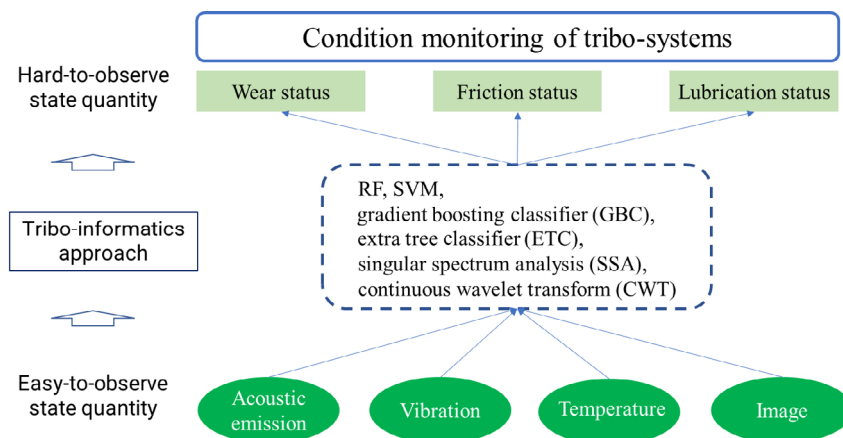 Condition monitoring of tribo-systems
Hard-to-observe
state quantity
Wear status
Friction status
Lubrication status
RF, SVM,
gradient boosting classifier (GBC),
extra tree classifier (ETC),
singular spectrum analysis (SSA),
continuous wavelet transform (CWT)
Tribo-informatics
approach
Easy-to-observe
state quantity
Acoustic
emission
Vibration
Temperature
Image